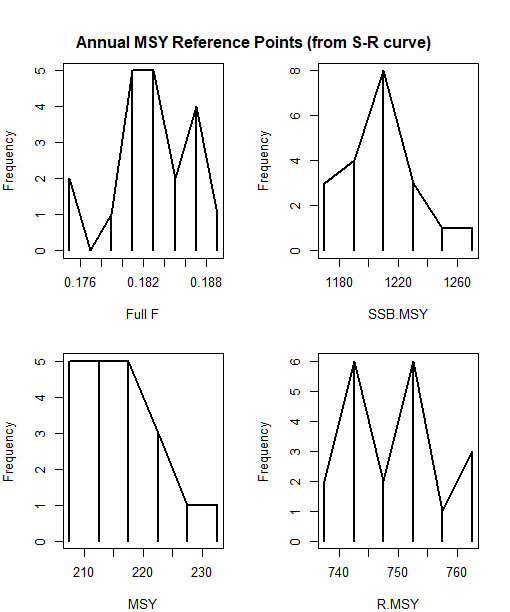 Annual MSY Reference Points (from S-R curve)
Frequency
5
4
3
2
1
0
0.176 0.182 0.188
Full F
Frequency
8
6
4
2
0
1180 1220 1260
SSB.MSY
Frequency
5
4
3
2
1
0
210 220 230
MSY
Frequency
6
5
4
3
2
1
0
740 750 760
R.MSY